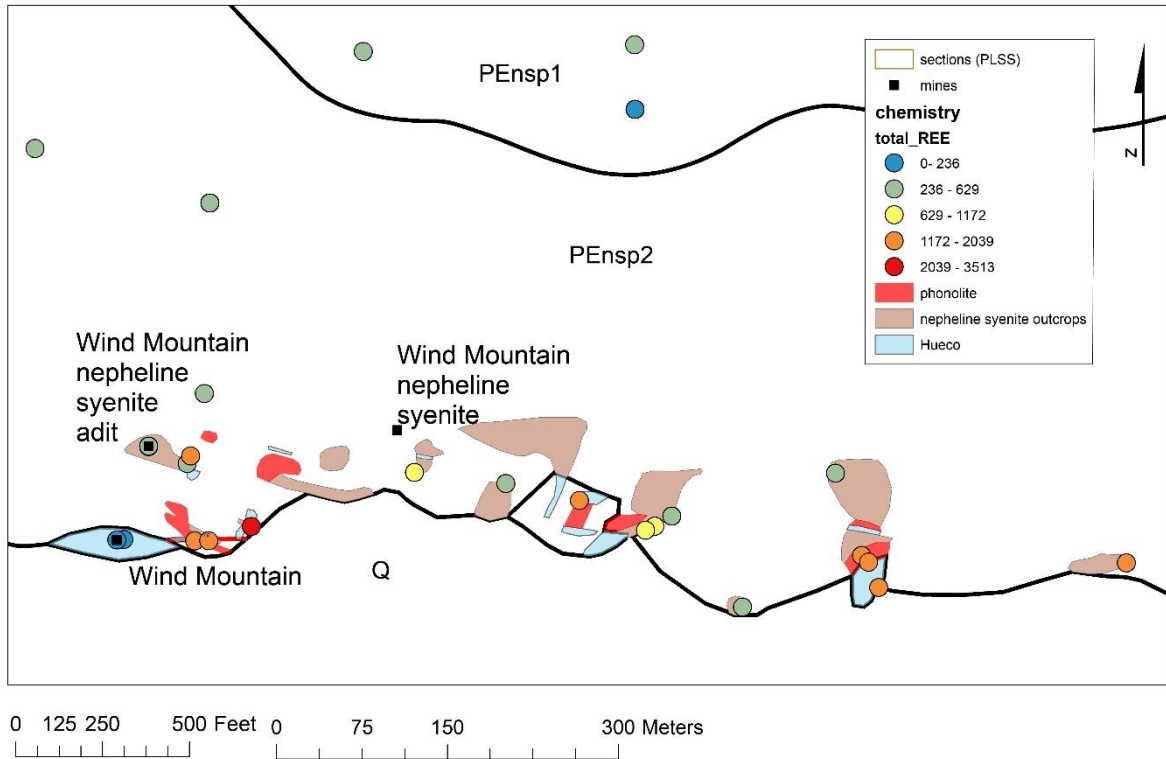 PEnsp1
PEnsp2
Wind Mountain
nepheline
syenite
adit
Wind Mountain
nepheline
syenite
Wind Mountain
Q
sections (PLSS)
mines
chemistry
total_REE
0- 236
236 - 629
629 - 1172
1172 - 2039
2039 - 3513
phonolite
nepheline syenite outcrops
Hueco
N
0 125 250 500 Feet
0 75 150 300 Meters